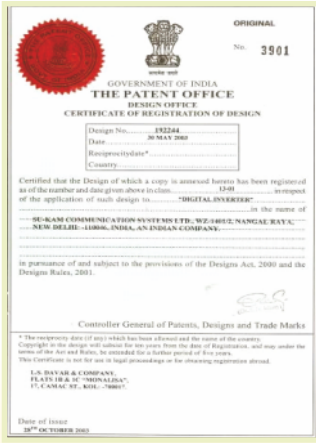 ORIGINAL
No. 3901
सत्यमेव जयते
GOVERNMENT OF INDIA
THE PATENT OFFICE
DESIGN OFFICE
CERTIFICATE OF REGISTRATION OF DESIGN
Design No. 192244
Date 30 MAY 2003
Reciprocitydate*
Country
Certified that the Design of which a copy is annexed hereto has been registered
as of the number and date given above in class 13-01 in respect
of the application of such design to "DIGITAL INVERTER"
in the name of
SU-KAM COMMUNICATION SYSTEMS LTD., WZ-1401/2, NANGAL RAYA,
NEW DELHI -110046, INDIA, AN INDIAN COMPANY.
in pursuance of and subject to the provisions of the Designs Act, 2000 and the
Designs Rules, 2001.
Controller General of Patents, Designs and Trade Marks
* The reciprocity date (if any) which has been allowed and the name of the country.
Copyright in the design will subsist for ten years from the date of Registration, and may under the
terms of the Act and Rules, be extended for a further period of five years.
This Certificate is not for use in legal proceedings or for obtaining registration abroad.
L.S. DAVAR & COMPANY,
FLATS 1B & 1C "MONALISA",
17, CAMAC ST., KOL. -700017.
Date of issue
28TH OCTOBER 2003